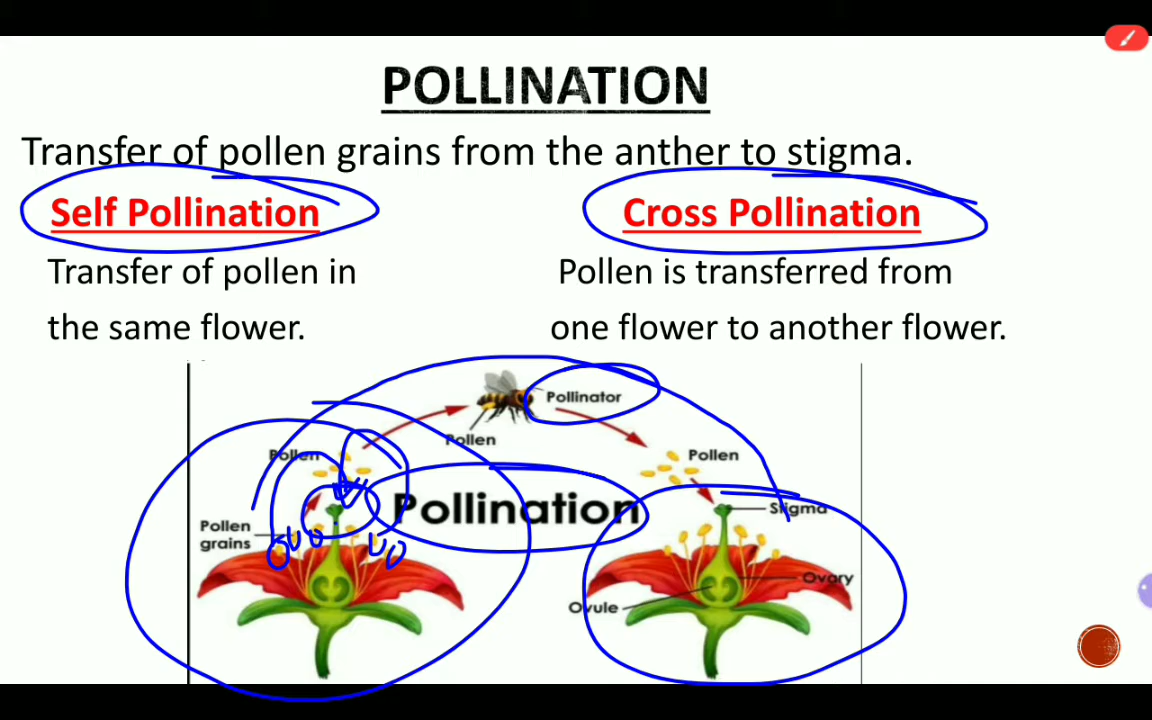 POLLINATION
Transfer of pollen grains from the anther to stigma.
Self Pollination
Cross Pollination
Transfer of pollen in
the same flower.
Pollen is transferred from
one flower to another flower.
Pollinator
Pollen
Pollen
Pollen
Pollination
Pollen
grains
Stigma
Ovary
Ovule